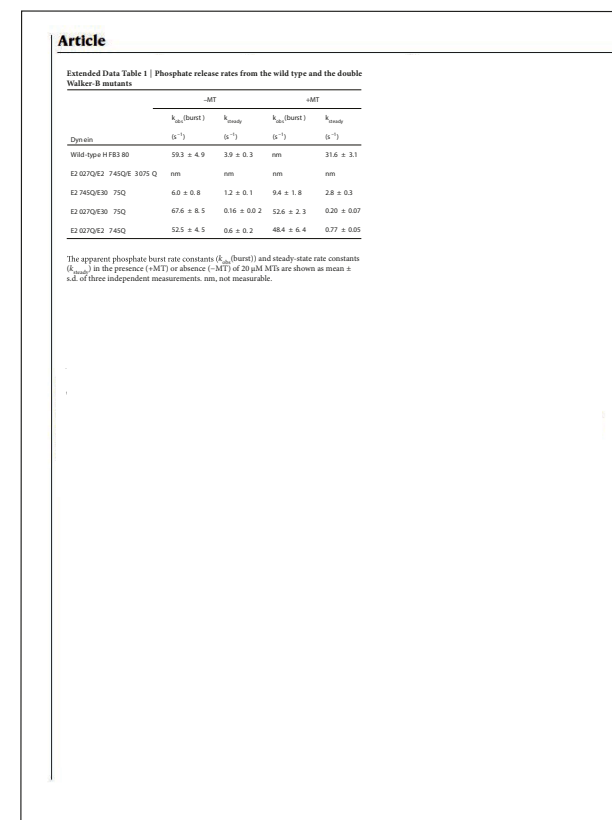 Article
Extended Data Table 1 | Phosphate release rates from the wild type and the double
Walker-B mutants
–MT +MT
k_obs(burst) k_steady k_obs(burst) k_steady
Dynein (s⁻¹) (s⁻¹) (s⁻¹) (s⁻¹)
Wild-type HFB380 59.3 ± 4.9 3.9 ± 0.3 nm 31.6 ± 3.1
E2027Q/E2745Q/E3075Q nm nm nm nm
E2745Q/E3075Q 6.0 ± 0.8 1.2 ± 0.1 9.4 ± 1.8 2.8 ± 0.3
E2027Q/E3075Q 67.6 ± 8.5 0.16 ± 0.02 52.6 ± 2.3 0.20 ± 0.07
E2027Q/E2745Q 52.5 ± 4.5 0.6 ± 0.2 48.4 ± 6.4 0.77 ± 0.05
The apparent phosphate burst rate constants (k_obs(burst)) and steady-state rate constants
(k_steady) in the presence (+MT) or absence (−MT) of 20 μM MTs are shown as mean ±
s.d. of three independent measurements. nm, not measurable.